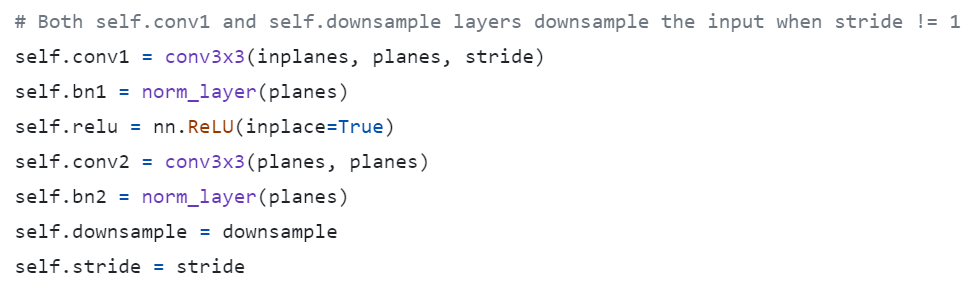 # Both self.conv1 and self.downsample layers downsample the input when stride != 1
self.conv1 = conv3x3(inplanes, planes, stride)
self.bn1 = norm_layer(planes)
self.relu = nn.ReLU(inplace=True)
self.conv2 = conv3x3(planes, planes)
self.bn2 = norm_layer(planes)
self.downsample = downsample
self.stride = stride